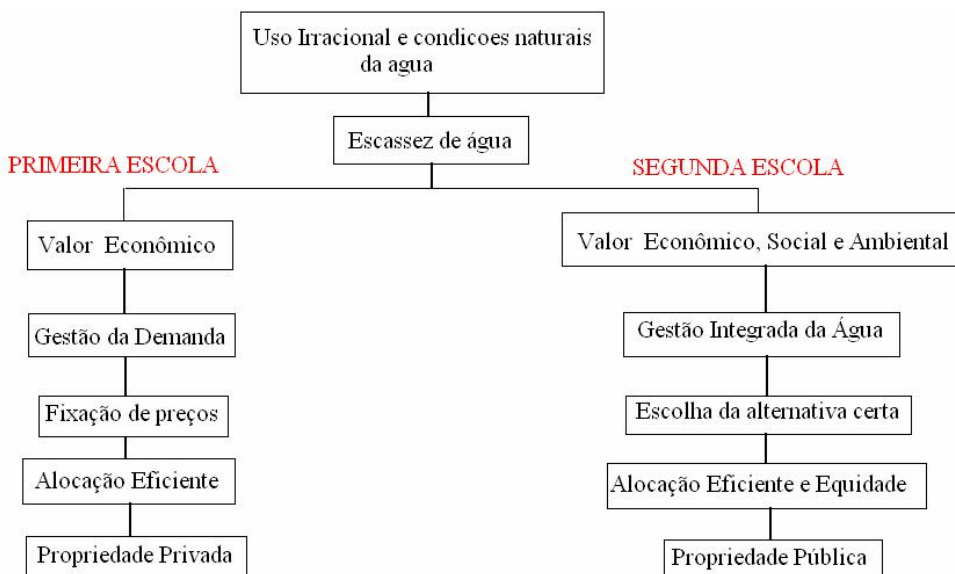 Uso Irracional e condicoes naturais
da agua
Escassez de água
PRIMEIRA ESCOLA
SEGUNDA ESCOLA
Valor Econômico
Valor Econômico, Social e Ambiental
Gestão da Demanda
Gestão Integrada da Água
Fixação de preços
Escolha da alternativa certa
Alocação Eficiente
Alocação Eficiente e Equidade
Propriedade Privada
Propriedade Pública